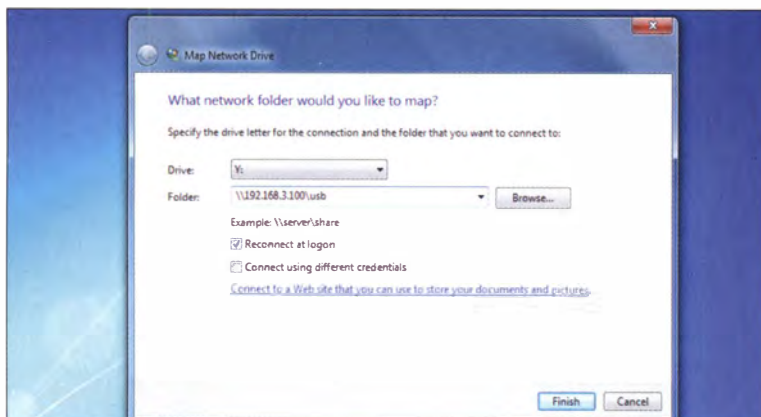 Map Network Drive
What network folder would you like to map?
Specify the drive letter for the connection and the folder that you want to connect to:
Drive: Y:
Folder: \\192.168.3.100\usb Browse...
Example: \\server\share
Reconnect at logon
Connect using different credentials
Connect to a Web site that you can use to store your documents and pictures.
Finish Cancel